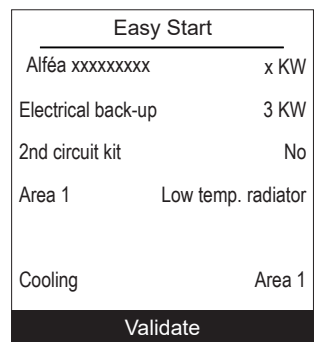 Easy Start
Alféa xxxxxxxxx x KW
Electrical back-up 3 KW
2nd circuit kit No
Area 1 Low temp. radiator
Cooling Area 1
Validate